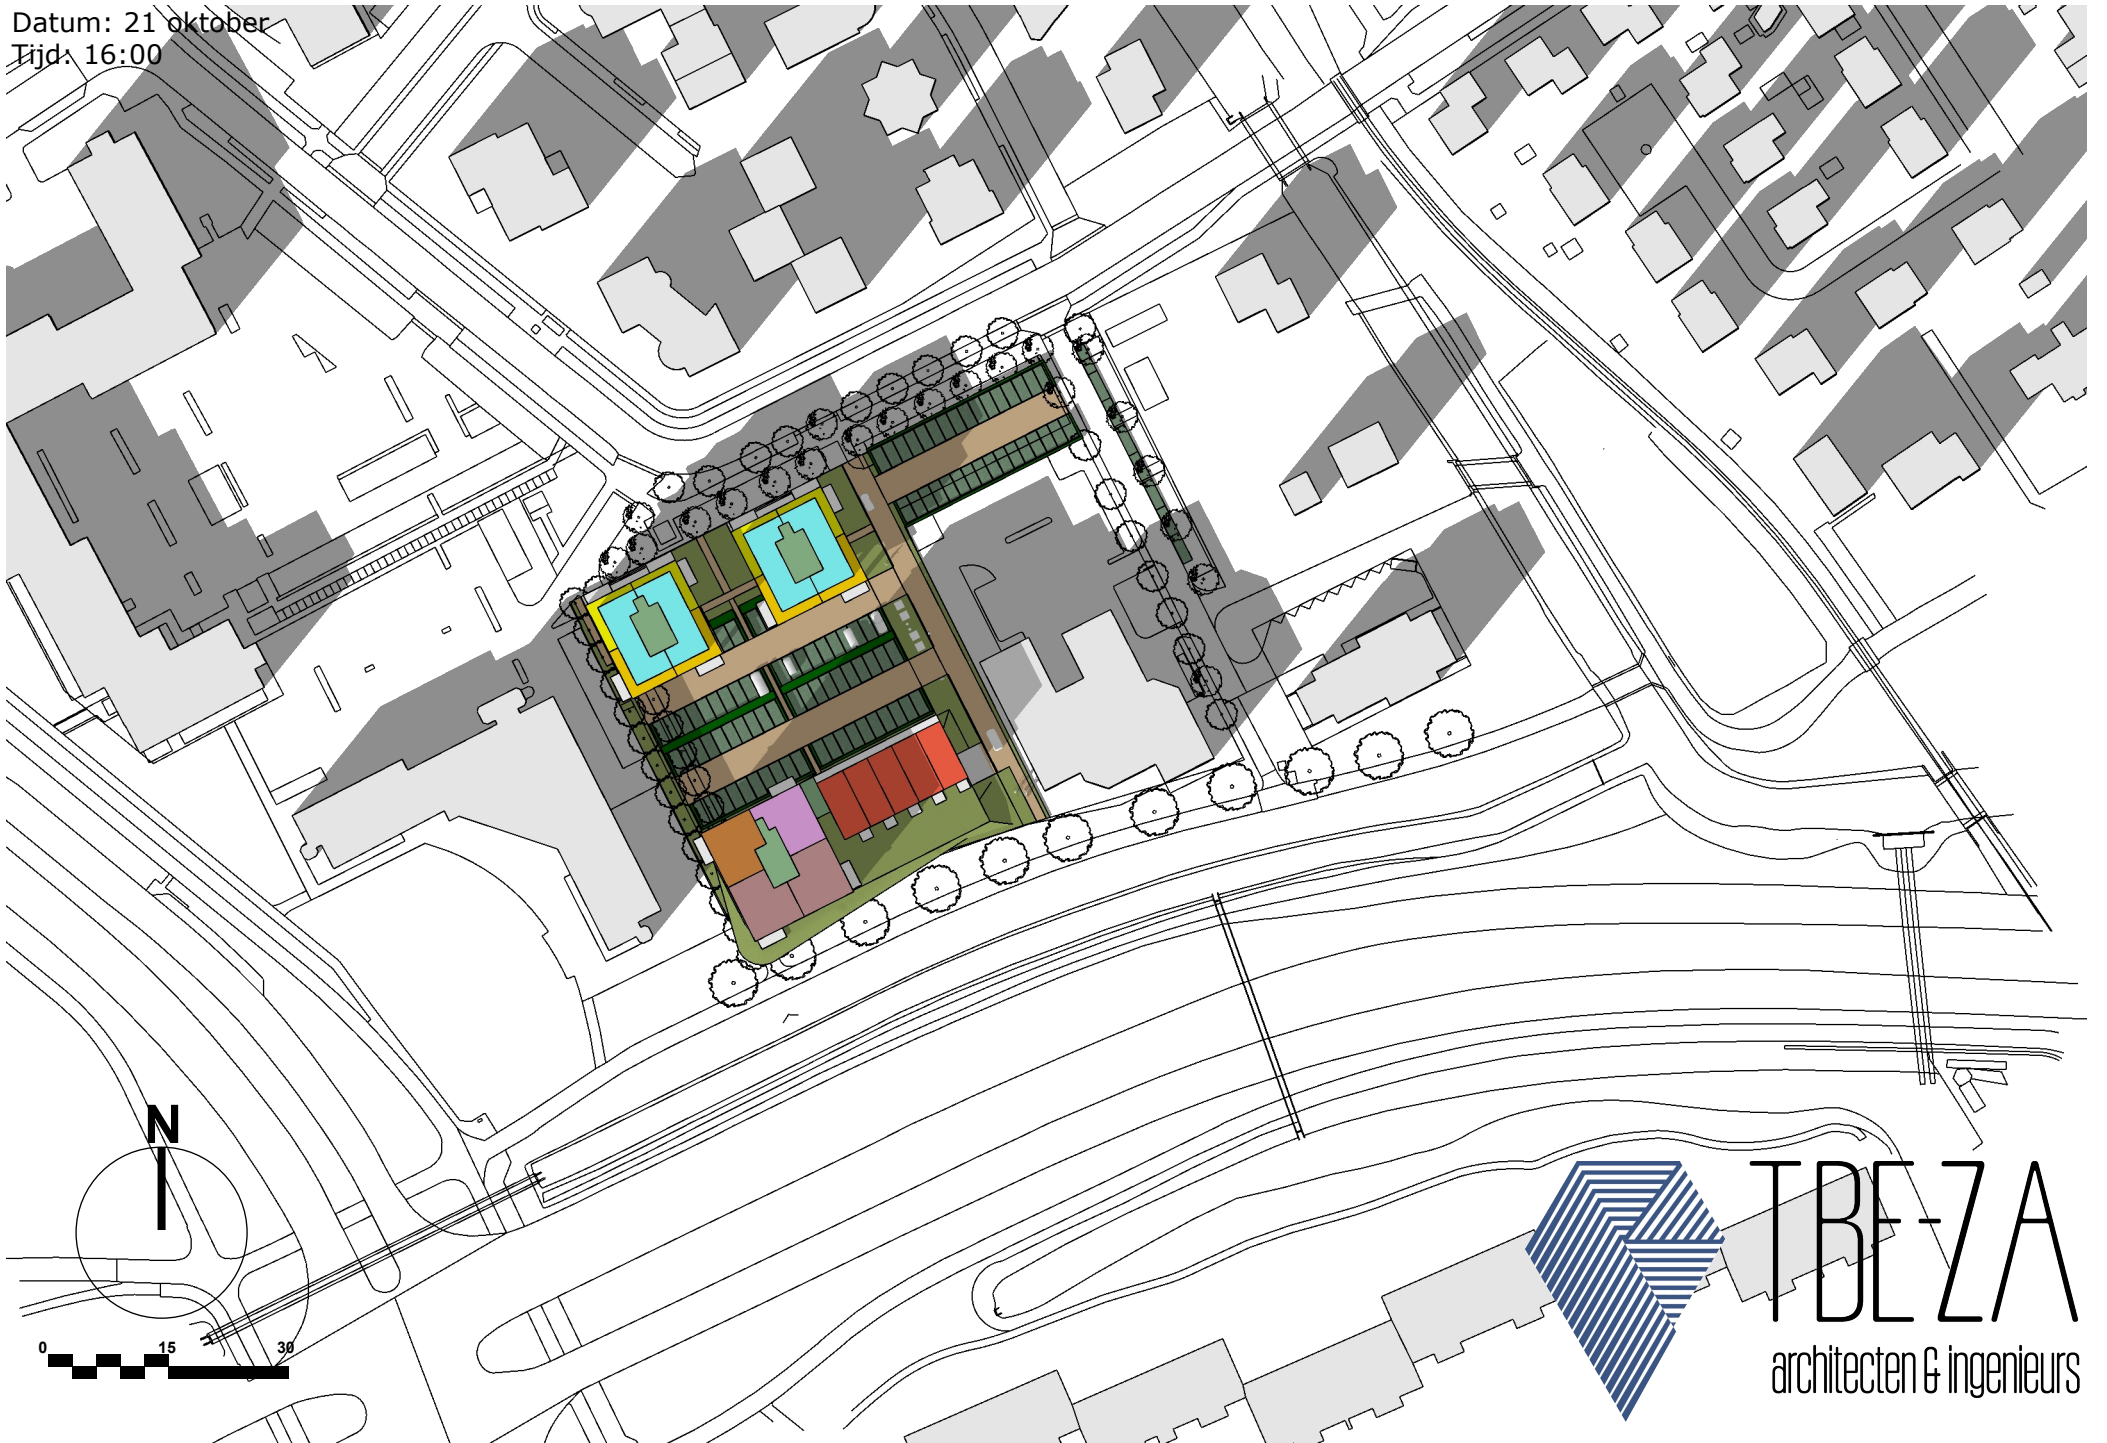 Datum: 21 oktober
Tijd: 16:00
N
0 15 30
TBE-ZA
architecten & ingenieurs